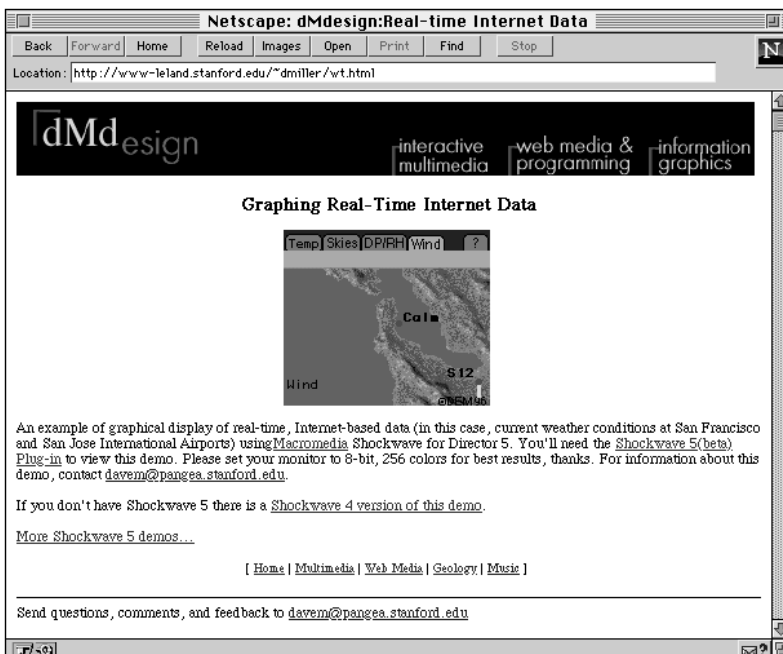 Netscape: dMdesign:Real-time Internet Data
Back Forward Home Reload Images Open Print Find Stop
N
Location: http://www-leland.stanford.edu/~dmiller/wt.html
dMdesign
interactive multimedia
web media & programming
information graphics
Graphing Real-Time Internet Data
Temp Skies DP/RH Wind ?
Calm
S 12
Wind
©DEM96
An example of graphical display of real-time, Internet-based data (in this case, current weather conditions at San Francisco
and San Jose International Airports) usingMacromedia Shockwave for Director 5. You'll need the Shockwave 5(beta)
Plug-in to view this demo. Please set your monitor to 8-bit, 256 colors for best results, thanks. For information about this
demo, contact davem@pangea.stanford.edu.
If you don't have Shockwave 5 there is a Shockwave 4 version of this demo.
More Shockwave 5 demos...
[ Home | Multimedia | Web Media | Geology | Music ]
Send questions, comments, and feedback to davem@pangea.stanford.edu